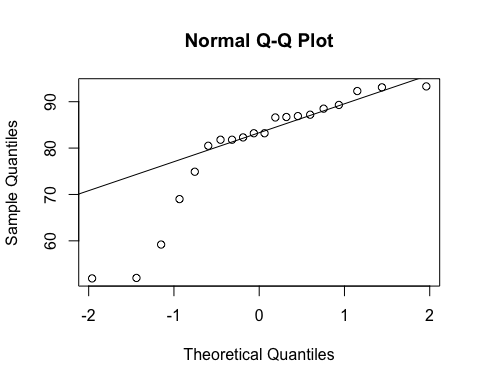 Normal Q-Q Plot
Sample Quantiles
90
80
70
60
-2 -1 0 1 2
Theoretical Quantiles